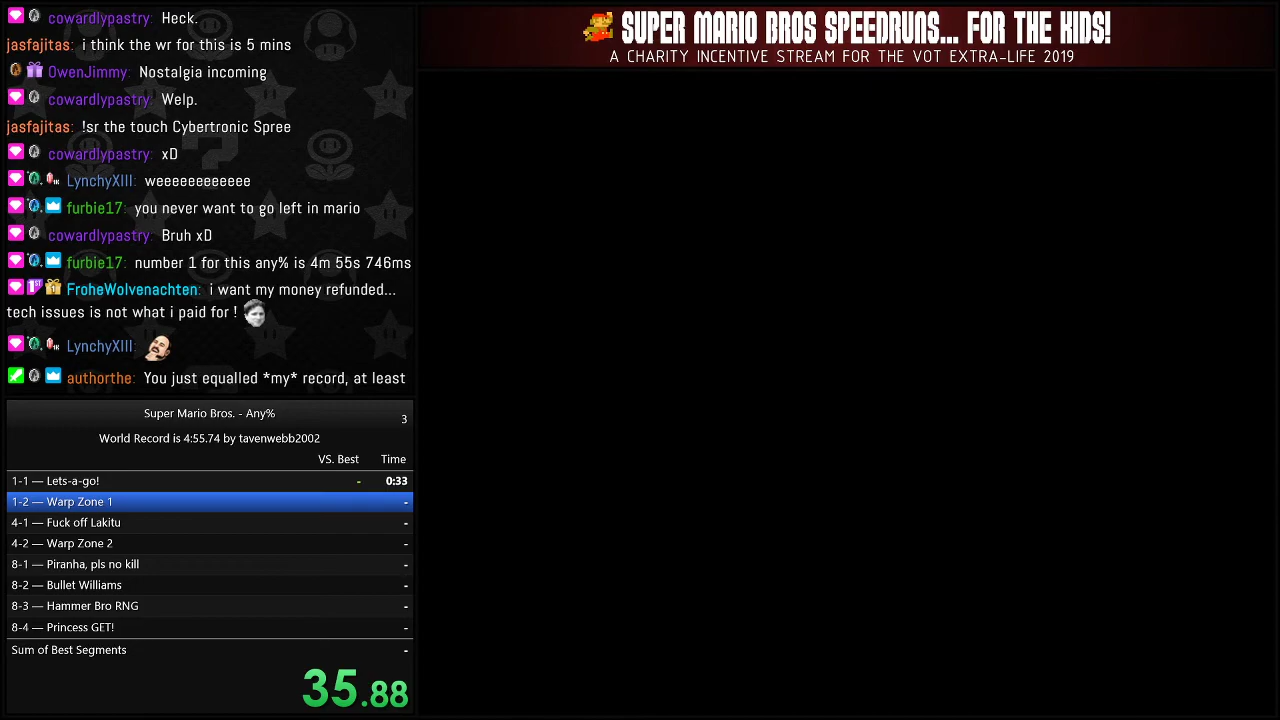 cowardlypastry: Heck.
jasfajitas: i think the wr for this is 5 mins
OwenJimmy: Nostalgia incoming
cowardlypastry: Welp.
jasfajitas: !sr the touch Cybertronic Spree
cowardlypastry: xD
LynchyXIII: weeeeeeeeeeee
furbie17: you never want to go left in mario
cowardlypastry: Bruh xD
furbie17: number 1 for this any% is 4m 55s 746ms
FroheWolvenachten: i want my money refunded...
tech issues is not what i paid for !
LynchyXIII:
authorthe: You just equalled *my* record, at least
Super Mario Bros. - Any%
3
World Record is 4:55.74 by tavenwebb2002
VS. Best Time
1-1 — Lets-a-go! - 0:33
1-2 — Warp Zone 1 -
4-1 — Fuck off Lakitu -
4-2 — Warp Zone 2 -
8-1 — Piranha, pls no kill -
8-2 — Bullet Williams -
8-3 — Hammer Bro RNG -
8-4 — Princess GET! -
Sum of Best Segments -
35.88
SUPER MARIO BROS SPEEDRUNS... FOR THE KIDS!
A CHARITY INCENTIVE STREAM FOR THE VOT EXTRA-LIFE 2019